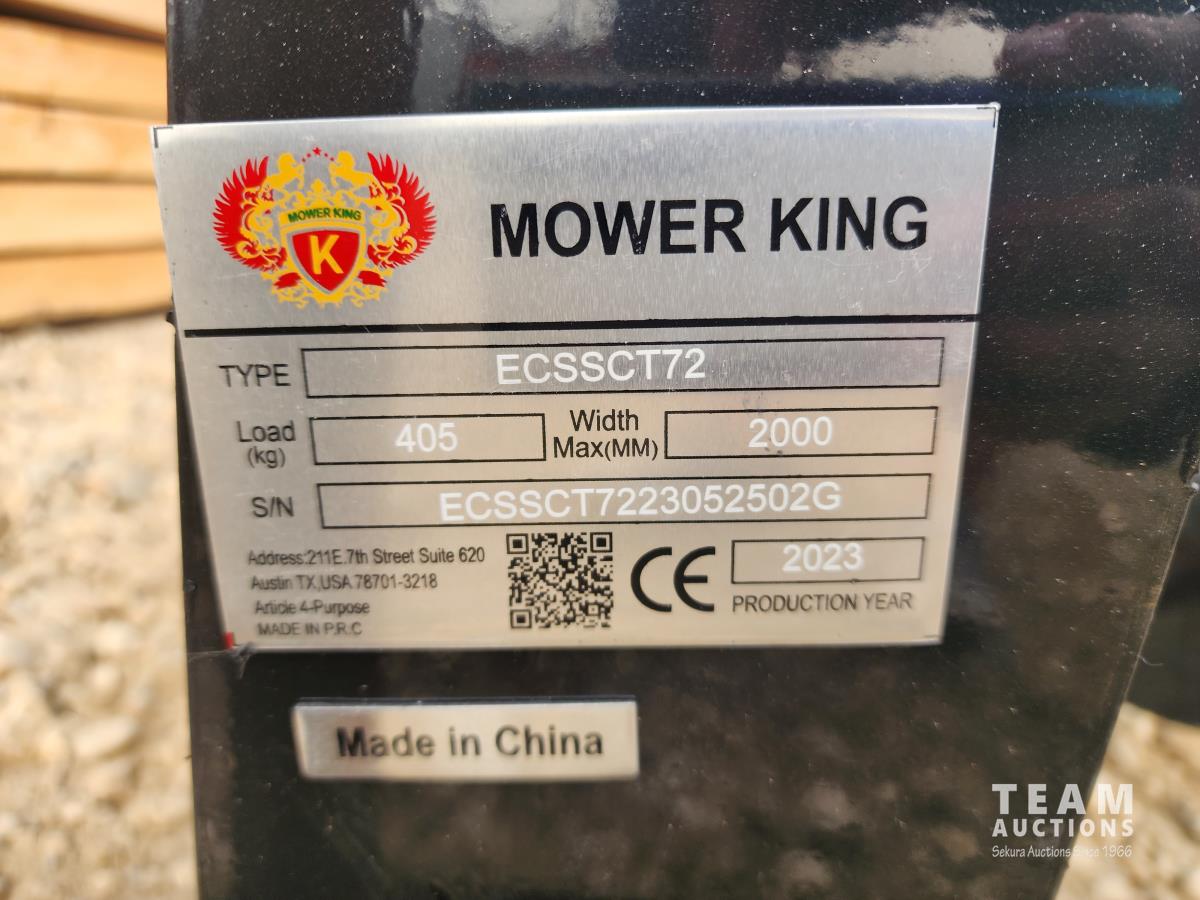 MOWER KING
K
MOWER KING
TYPE ECSSCT72
Load (kg) 405 Width Max(MM) 2000
S/N ECSSCT7223052502G
Address:211E.7th Street Suite 620
Austin TX,USA 78701-3218
Article 4-Purpose
MADE IN P.R.C
CE
2023
PRODUCTION YEAR
Made in China
TEAM
AUCTIONS
Sekura Auctions Since 1966